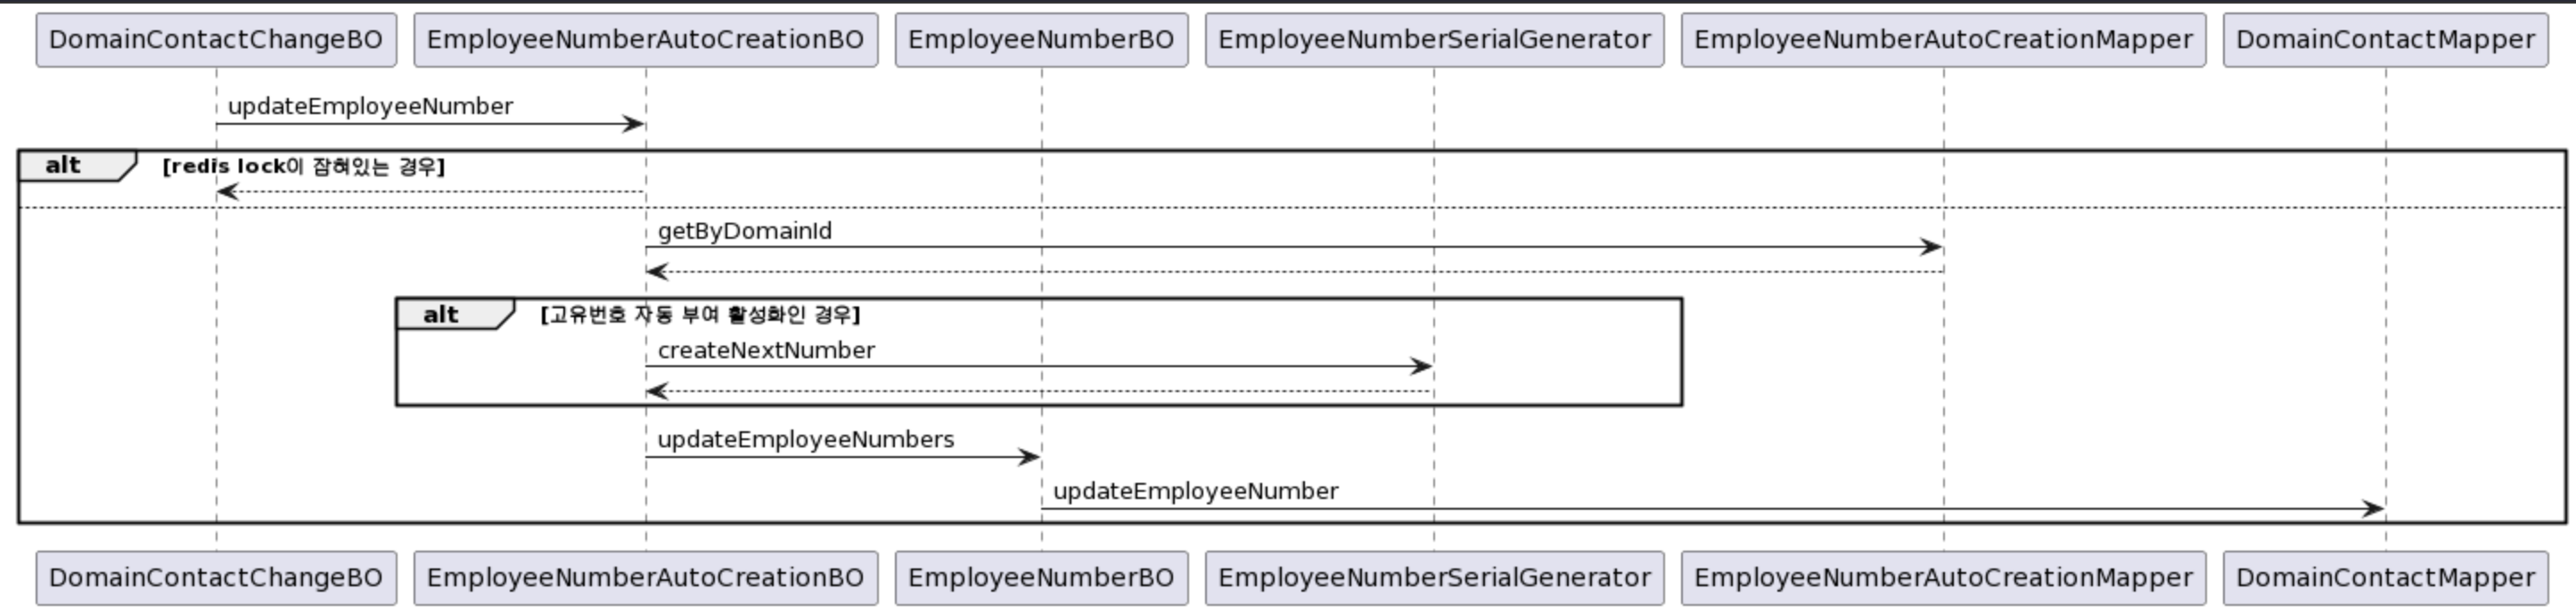 DomainContactChangeBO EmployeeNumberAutoCreationBO EmployeeNumberBO EmployeeNumberSerialGenerator EmployeeNumberAutoCreationMapper DomainContactMapper
updateEmployeeNumber
alt [redis lock이 잠혀있는 경우]
getByDomainId
alt [고유번호 자동 부여 활성화인 경우]
createNextNumber
updateEmployeeNumbers
updateEmployeeNumber
DomainContactChangeBO EmployeeNumberAutoCreationBO EmployeeNumberBO EmployeeNumberSerialGenerator EmployeeNumberAutoCreationMapper DomainContactMapper